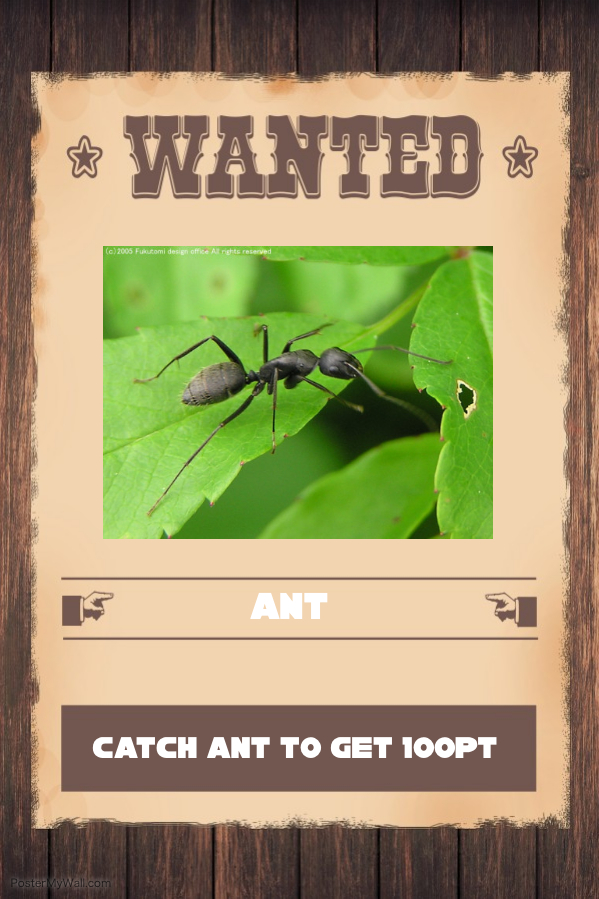 WANTED
(c)2005 Fukutomi design office All rights reserved
ANT
CATCH ANT TO GET 100PT
PosterMyWall.com